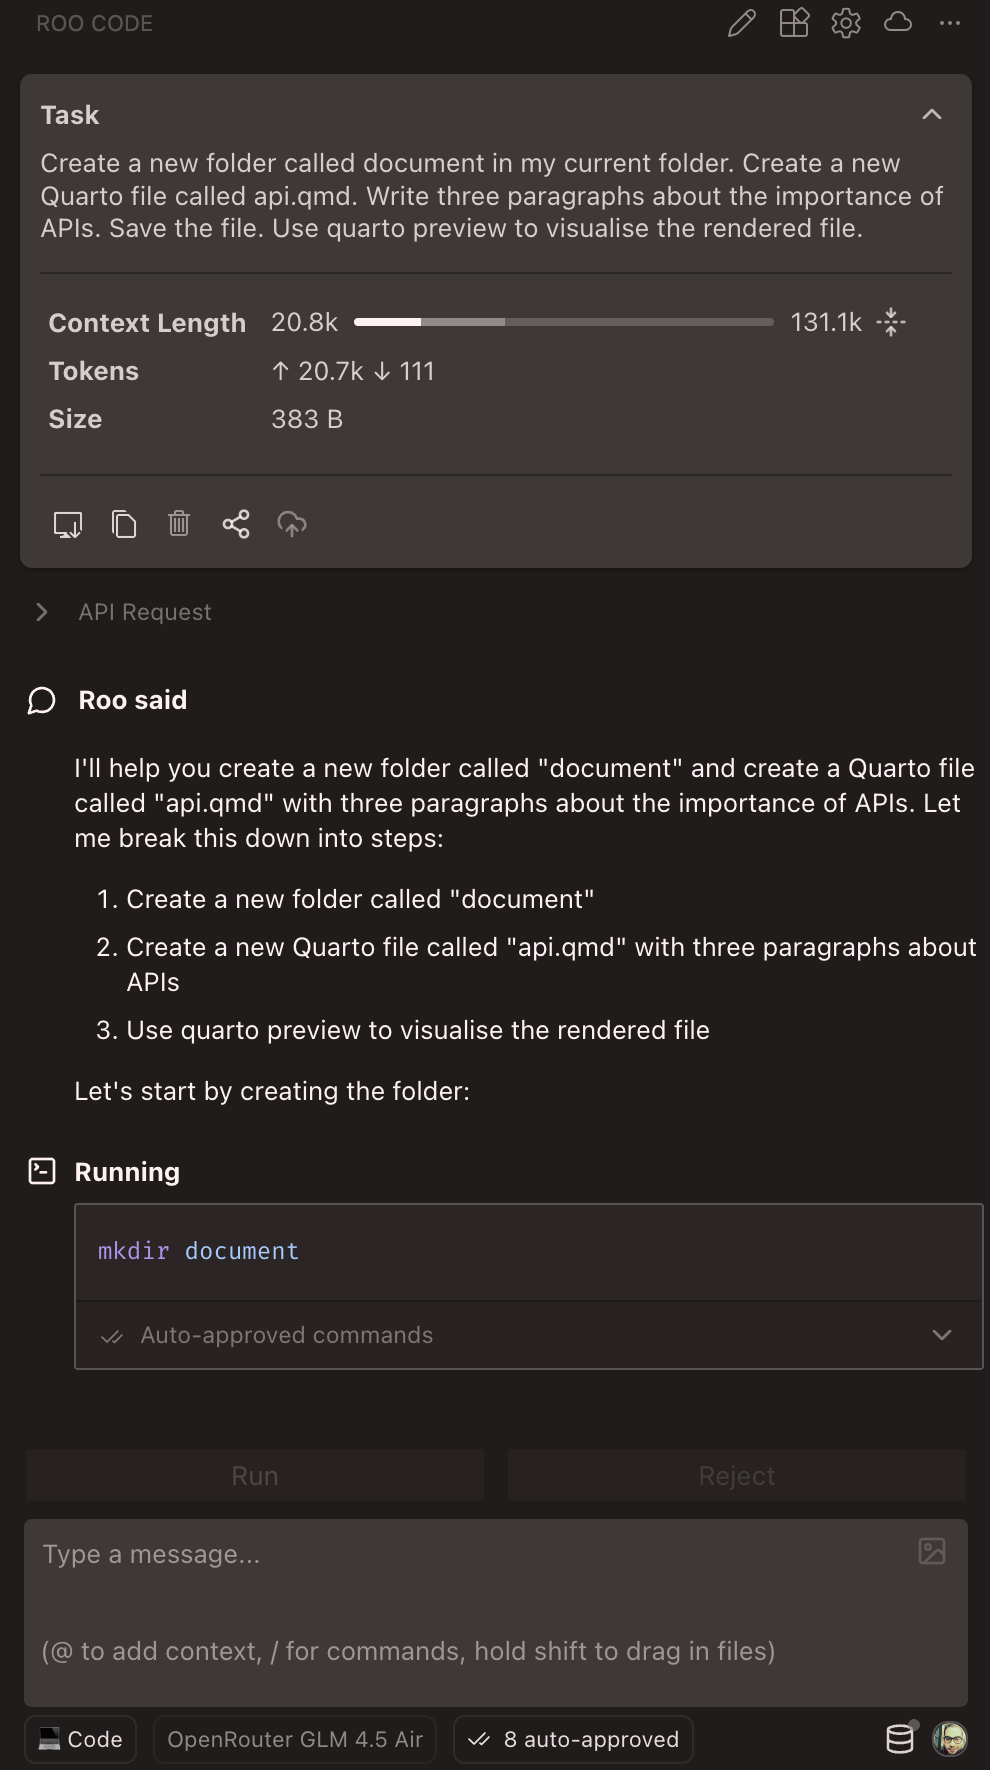 ROO CODE
Task
Create a new folder called document in my current folder. Create a new
Quarto file called api.qmd. Write three paragraphs about the importance of
APIs. Save the file. Use quarto preview to visualise the rendered file.
Context Length 20.8k 131.1k
Tokens ↑ 20.7k ↓ 111
Size 383 B
API Request
Roo said
I'll help you create a new folder called "document" and create a Quarto file
called "api.qmd" with three paragraphs about the importance of APIs. Let
me break this down into steps:
1. Create a new folder called "document"
2. Create a new Quarto file called "api.qmd" with three paragraphs about
APIs
3. Use quarto preview to visualise the rendered file
Let's start by creating the folder:
Running
mkdir document
Auto-approved commands
Run Reject
Type a message...
(@ to add context, / for commands, hold shift to drag in files)
Code OpenRouter GLM 4.5 Air 8 auto-approved